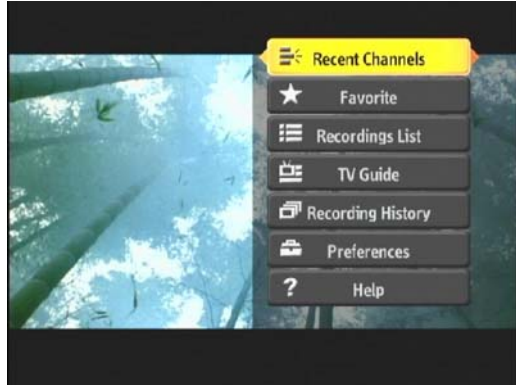 Recent Channels
Favorite
Recordings List
TV Guide
Recording History
Preferences
? Help